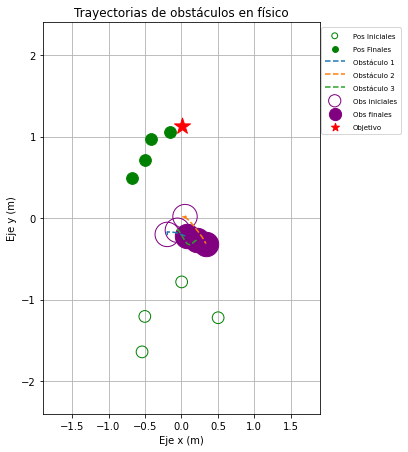 Trayectorias de obstáculos en físico
Pos Iniciales
Pos Finales
Obstáculo 1
Obstáculo 2
Obstáculo 3
Obs iniciales
Obs finales
Objetivo
Eje y (m)
2
1
0
−1
−2
−1.5
−1.0
−0.5
0.0
0.5
1.0
1.5
Eje x (m)